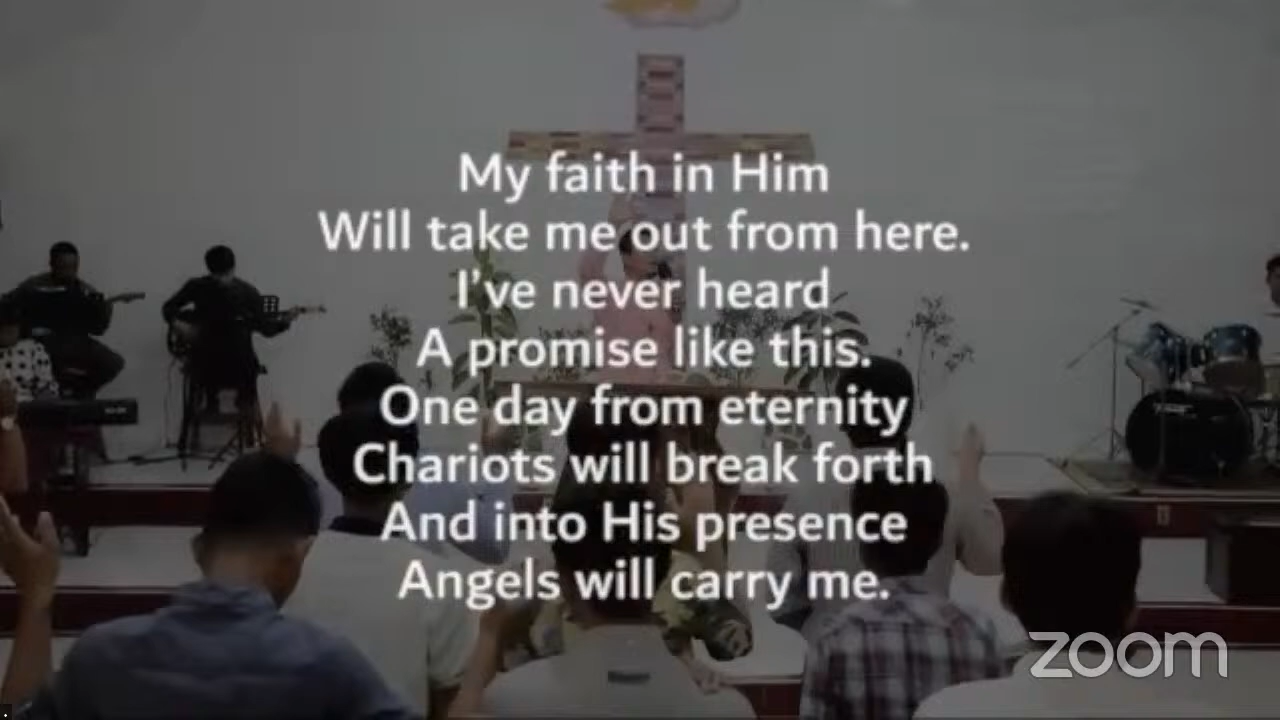 My faith in Him
Will take me out from here.
I've never heard
A promise like this.
One day from eternity
Chariots will break forth
And into His presence
Angels will carry me.
zoom